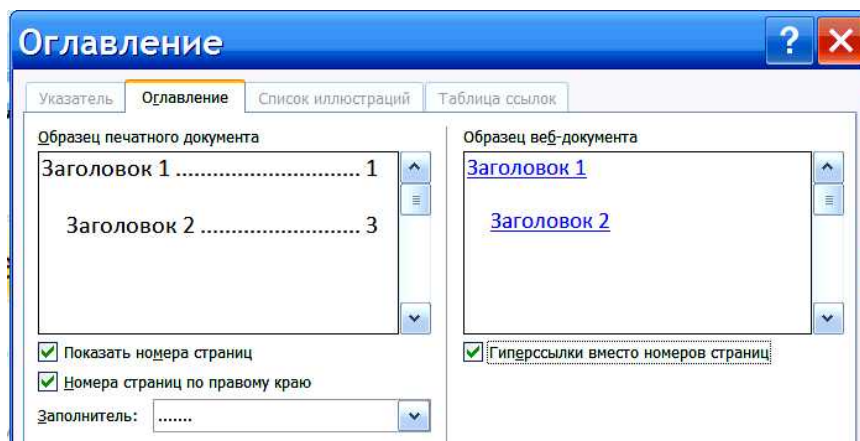 Оглавление
Указатель Оглавление Список иллюстраций Таблица ссылок
Образец печатного документа
Заголовок 1 .............................. 1
Заголовок 2 ......................... 3
Образец веб-документа
Заголовок 1
Заголовок 2
Показать номера страниц
Номера страниц по правому краю
Заполнитель: .......
Гиперссылки вместо номеров страниц